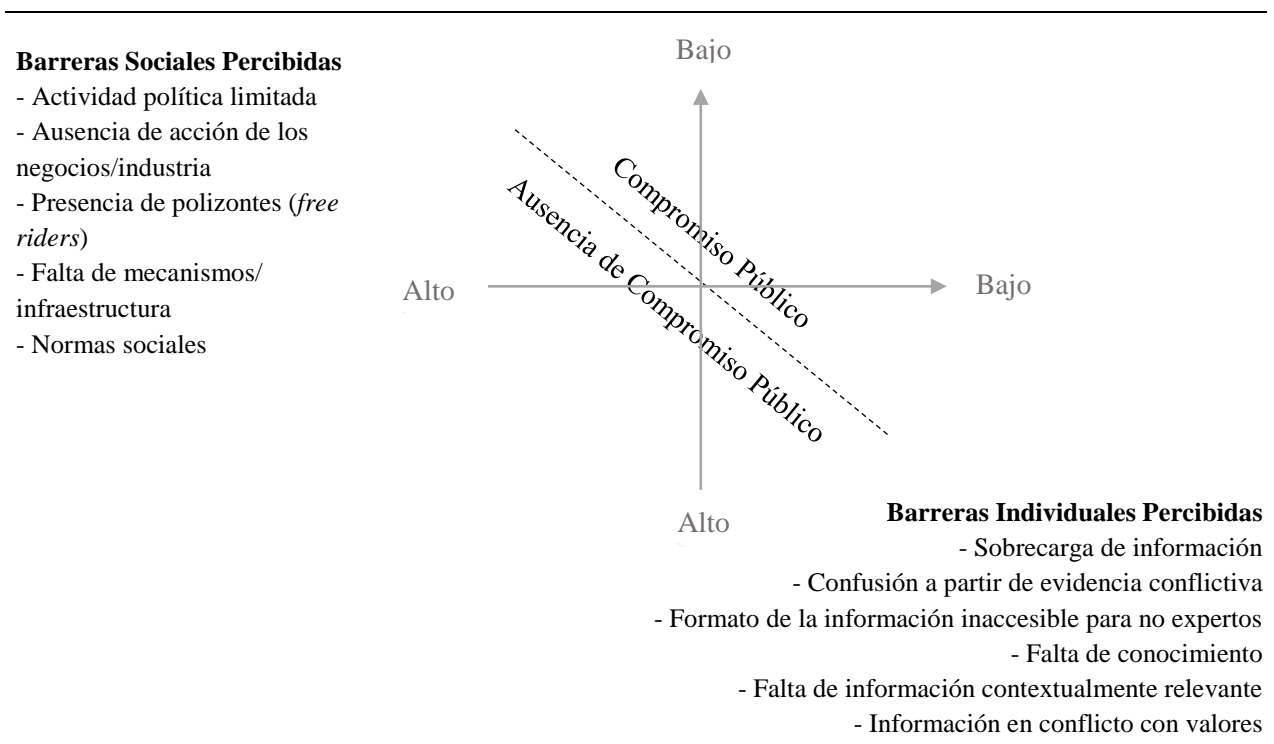 Barreras Sociales Percibidas
- Actividad política limitada
- Ausencia de acción de los
negocios/industria
- Presencia de polizontes (free
riders)
- Falta de mecanismos/
infraestructura
- Normas sociales
Bajo
Compromiso Público
Ausencia de Compromiso Público
Alto
Bajo
Alto
Barreras Individuales Percibidas
- Sobrecarga de información
- Confusión a partir de evidencia conflictiva
- Formato de la información inaccesible para no expertos
- Falta de conocimiento
- Falta de información contextualmente relevante
- Información en conflicto con valores